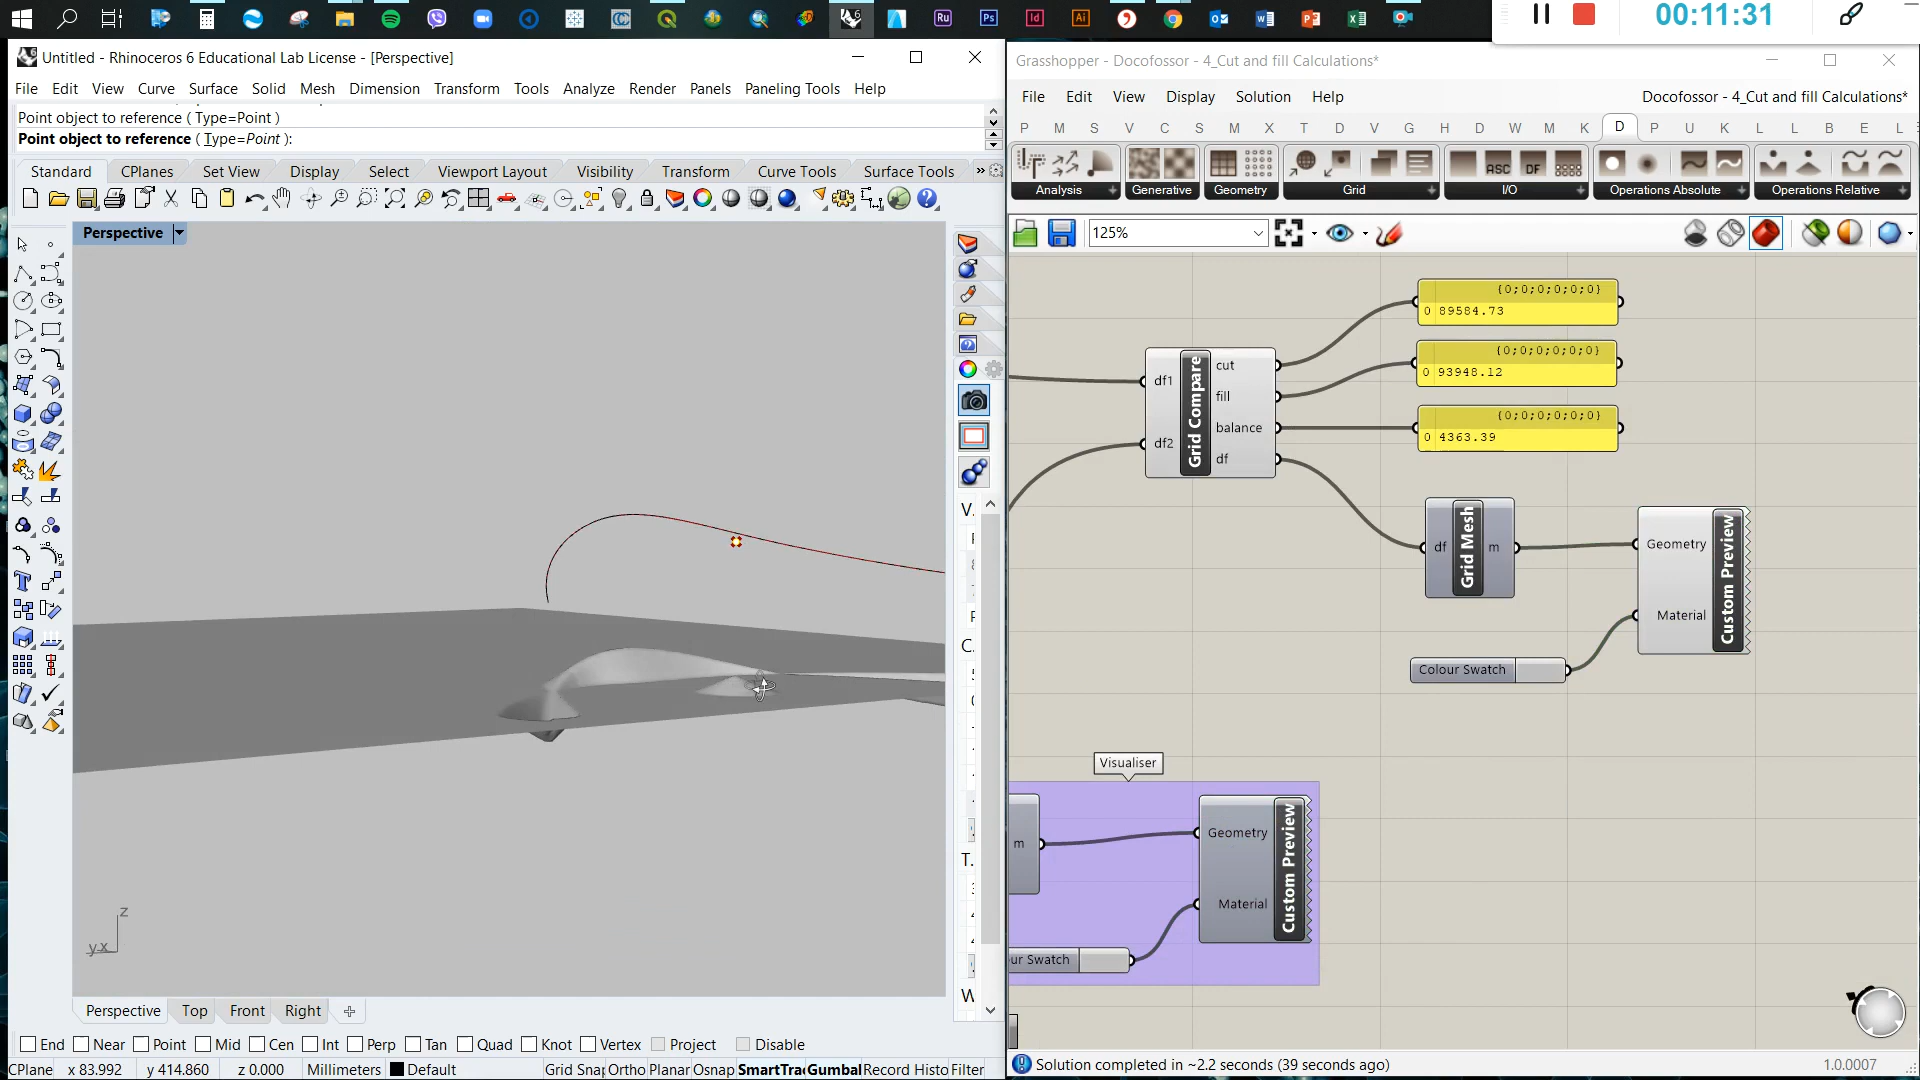 00:11:31
Untitled - Rhinoceros 6 Educational Lab License - [Perspective]
File Edit View Curve Surface Solid Mesh Dimension Transform Tools Analyze Render Panels Paneling Tools Help
Point object to reference ( Type=Point )
Point object to reference ( Type=Point ):
Standard CPlanes Set View Display Select Viewport Layout Visibility Transform Curve Tools Surface Tools »
Perspective
z
y x
V.
C.
T.
W
Perspective Top Front Right
End Near Point Mid Cen Int Perp Tan Quad Knot Vertex Project Disable
CPlane x 83.992 y 414.860 z 0.000 Millimeters Default Grid Snap Ortho Planar Osnap SmartTrac Gumbal Record Histo Filter
Grasshopper - Docofossor - 4_Cut and fill Calculations*
File Edit View Display Solution Help Docofossor - 4_Cut and fill Calculations*
P M S V C S M X T D V G H D W M K D P U K L L B E L
ASC DF
Analysis Generative Geometry Grid I/O Operations Absolute Operations Relative
125%
{0;0;0;0;0;0}
0 89584.73
{0;0;0;0;0;0}
0 93948.12
{0;0;0;0;0;0}
0 4363.39
df1
df2
Grid Compare
cut
fill
balance
df
df
Grid Mesh
m
Geometry
Material
Custom Preview
Colour Swatch
Visualiser
m
Geometry
Material
Custom Preview
our Swatch
Solution completed in ~2.2 seconds (39 seconds ago) 1.0.0007